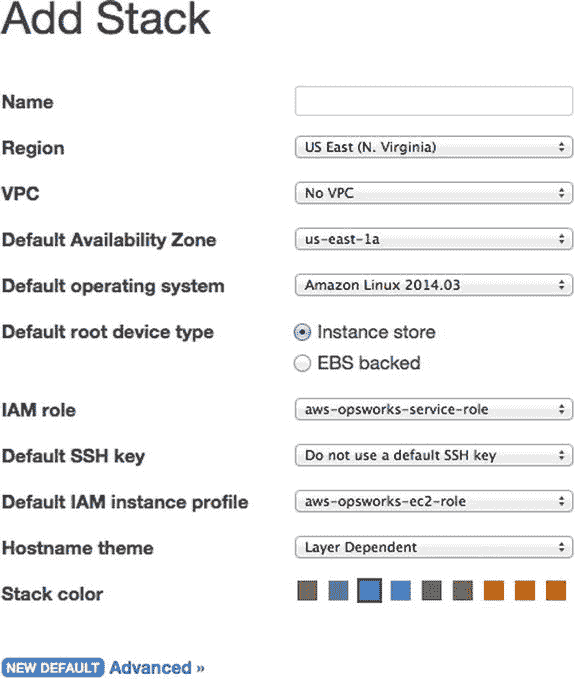 Add Stack
Name
Region US East (N. Virginia)
VPC No VPC
Default Availability Zone us-east-1a
Default operating system Amazon Linux 2014.03
Default root device type Instance store
EBS backed
IAM role aws-opsworks-service-role
Default SSH key Do not use a default SSH key
Default IAM instance profile aws-opsworks-ec2-role
Hostname theme Layer Dependent
Stack color
NEW DEFAULT Advanced »